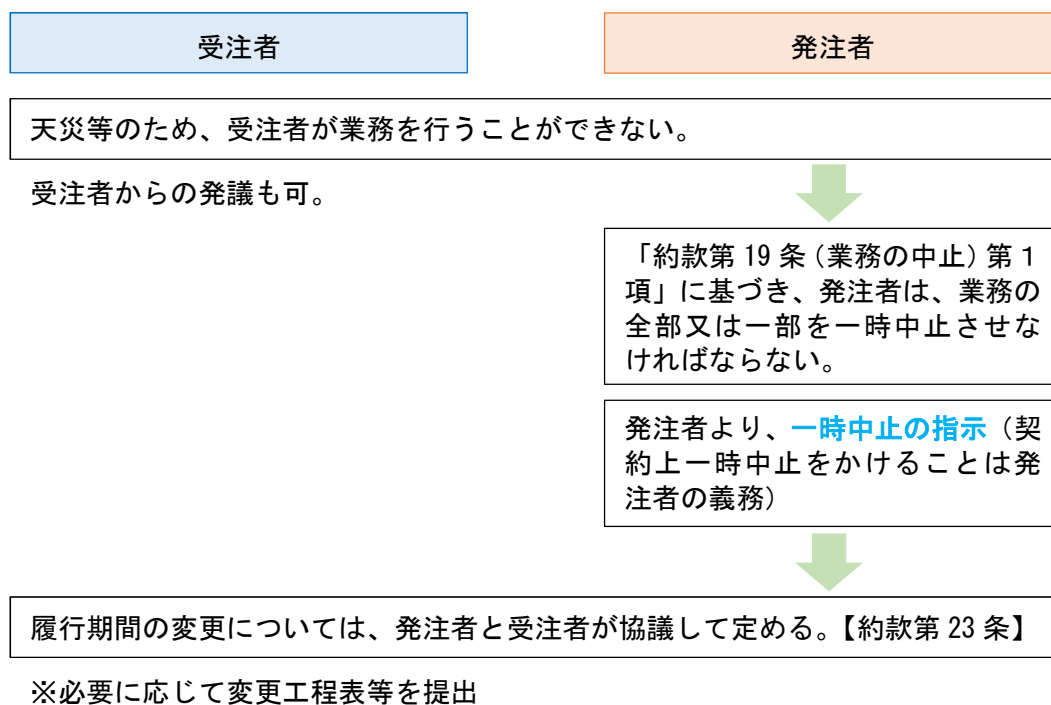 受注者
発注者
天災等のため、受注者が業務を行うことができない。
受注者からの発議も可。
「約款第 19 条（業務の中止）第１
項」に基づき、発注者は、業務の
全部又は一部を一時中止させな
ければならない。
発注者より、一時中止の指示（契
約上一時中止をかけることは発
注者の義務）
履行期間の変更については、発注者と受注者が協議して定める。【約款第 23 条】
※必要に応じて変更工程表等を提出